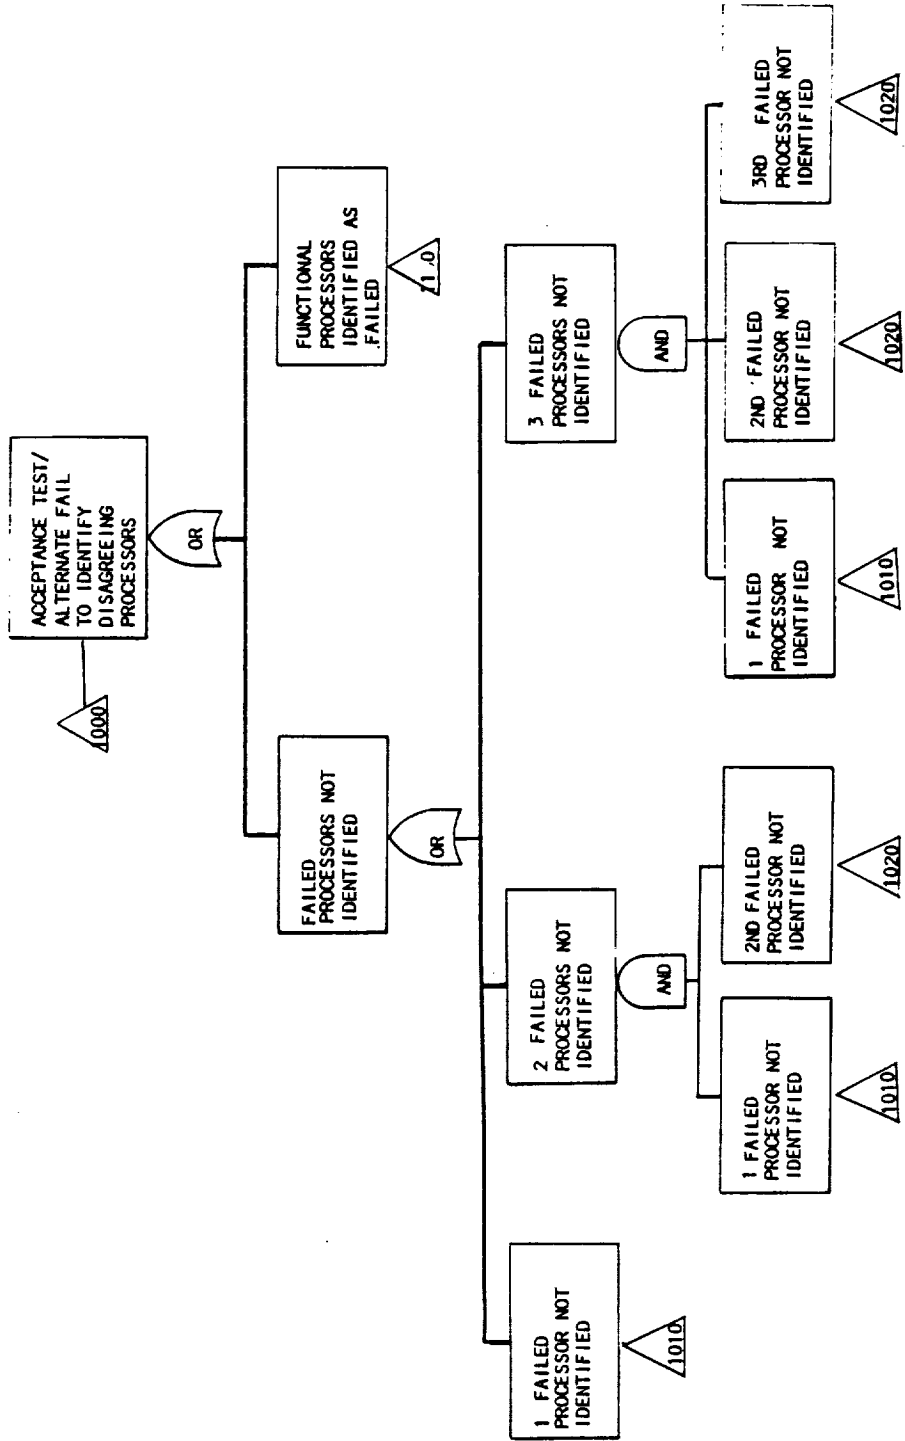 ACCEPTANCE TEST/
ALTERNATE FAIL
TO IDENTIFY
DISAGREEING
PROCESSORS
1000
OR
FAILED
PROCESSORS NOT
IDENTIFIED
OR
FUNCTIONAL
PROCESSORS
IDENTIFIED AS
FAILED
1 FAILED
PROCESSOR NOT
IDENTIFIED
1010
2 FAILED
PROCESSORS NOT
IDENTIFIED
AND
3 FAILED
PROCESSORS NOT
IDENTIFIED
AND
1 FAILED
PROCESSOR NOT
IDENTIFIED
1010
2ND FAILED
PROCESSOR NOT
IDENTIFIED
1020
1 FAILED NOT
PROCESSOR
IDENTIFIED
1010
2ND FAILED
PROCESSOR NOT
IDENTIFIED
1020
3RD FAILED
PROCESSOR NOT
IDENTIFIED
1020